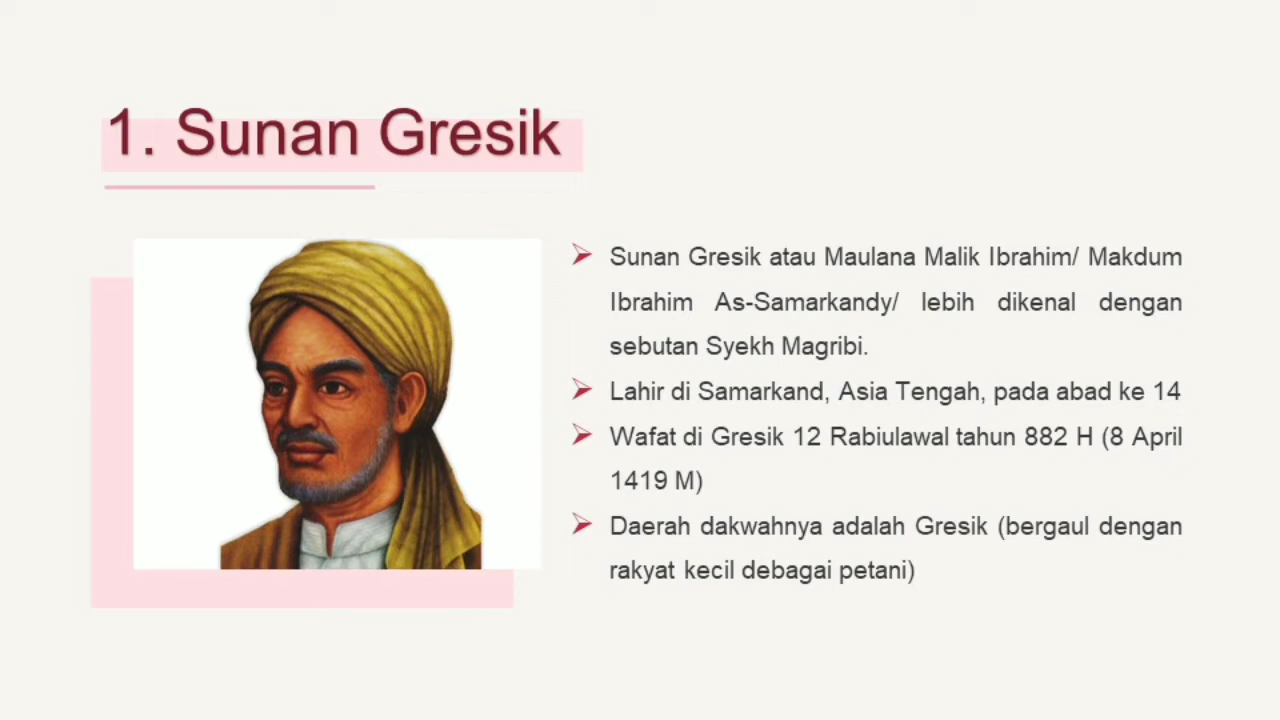 1. Sunan Gresik
Sunan Gresik atau Maulana Malik Ibrahim/ Makdum
Ibrahim As-Samarkandy/ lebih dikenal dengan
sebutan Syekh Magribi.
Lahir di Samarkand, Asia Tengah, pada abad ke 14
Wafat di Gresik 12 Rabiulawal tahun 882 H (8 April
1419 M)
Daerah dakwahnya adalah Gresik (bergaul dengan
rakyat kecil debagai petani)